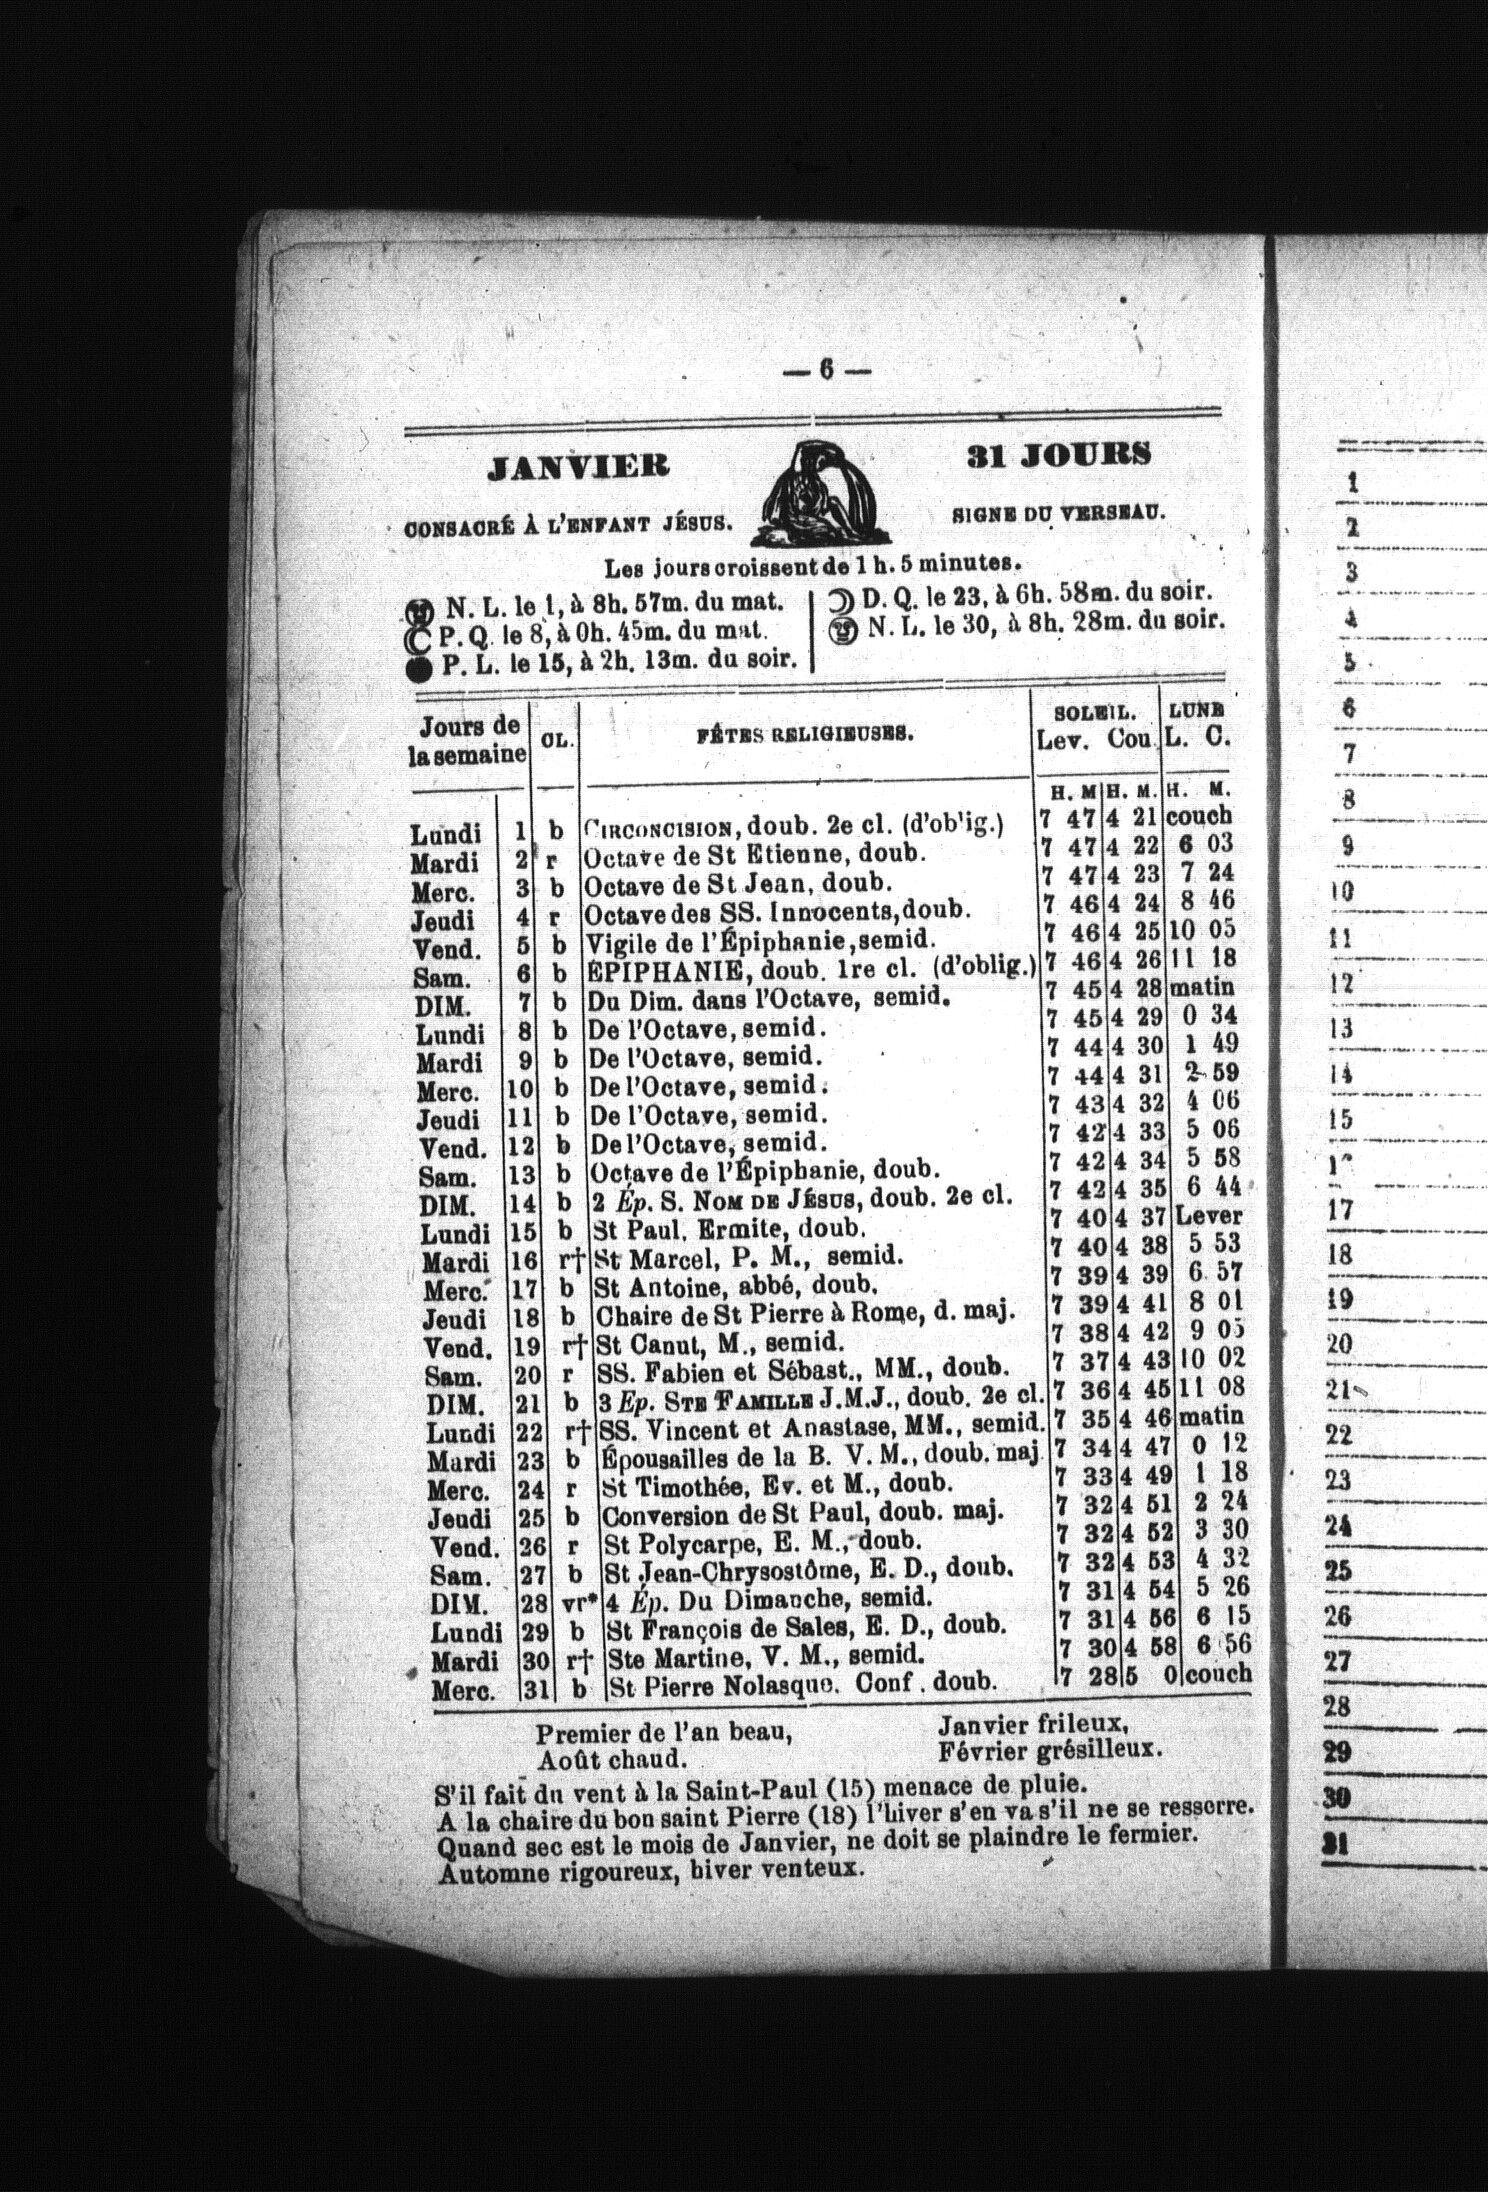 — 6 —
JANVIER
31 JOURS
CONSACRÉ À L'ENFANT JÉSUS.
SIGNE DU VERSEAU.
Les jours croissent de 1 h. 5 minutes.
N. L. le 1, à 8h. 57m. du mat.
P. Q. le 8, à 0h. 45m. du mat.
P. L. le 15, à 2h. 13m. du soir.
D. Q. le 23, à 6h. 58m. du soir.
N. L. le 30, à 8h. 28m. du soir.
Jours de la semaine | CL. | FÊTES RELIGIEUSES. | SOLEIL. Lev. Cou. | LUNE L. C.
H. M | H. M. | H. M.
Lundi 1 b CIRCONCISION, doub. 2e cl. (d'oblig.) 7 47 4 21 couch
Mardi 2 r Octave de St Etienne, doub. 7 47 4 22 6 03
Merc. 3 b Octave de St Jean, doub. 7 47 4 23 7 24
Jeudi 4 r Octave des SS. Innocents, doub. 7 46 4 24 8 46
Vend. 5 b Vigile de l'Épiphanie, semid. 7 46 4 25 10 05
Sam. 6 b ÉPIPHANIE, doub. 1re cl. (d'oblig.) 7 46 4 26 11 18
DIM. 7 b Du Dim. dans l'Octave, semid. 7 45 4 28 matin
Lundi 8 b De l'Octave, semid. 7 45 4 29 0 34
Mardi 9 b De l'Octave, semid. 7 44 4 30 1 49
Merc. 10 b De l'Octave, semid. 7 44 4 31 2 59
Jeudi 11 b De l'Octave, semid. 7 43 4 32 4 06
Vend. 12 b De l'Octave, semid. 7 42 4 33 5 06
Sam. 13 b Octave de l'Épiphanie, doub. 7 42 4 34 5 58
DIM. 14 b 2 Ép. S. NOM DE JÉSUS, doub. 2e cl. 7 42 4 35 6 44
Lundi 15 b St Paul, Ermite, doub. 7 40 4 37 Lever
Mardi 16 r† St Marcel, P. M., semid. 7 40 4 38 5 53
Merc. 17 b St Antoine, abbé, doub. 7 39 4 39 6 57
Jeudi 18 b Chaire de St Pierre à Rome, d. maj. 7 39 4 41 8 01
Vend. 19 r† St Canut, M., semid. 7 38 4 42 9 05
Sam. 20 r SS. Fabien et Sébast., MM., doub. 7 37 4 43 10 02
DIM. 21 b 3 Ep. STE FAMILLE J.M.J., doub. 2e cl. 7 36 4 45 11 08
Lundi 22 r† SS. Vincent et Anastase, MM., semid. 7 35 4 46 matin
Mardi 23 b Épousailles de la B. V. M., doub. maj 7 34 4 47 0 12
Merc. 24 r St Timothée, Ev. et M., doub. 7 33 4 49 1 18
Jeudi 25 b Conversion de St Paul, doub. maj. 7 32 4 51 2 24
Vend. 26 r St Polycarpe, E. M., doub. 7 32 4 52 3 30
Sam. 27 b St Jean-Chrysostôme, E. D., doub. 7 32 4 53 4 32
DIM. 28 vr* 4 Ép. Du Dimanche, semid. 7 31 4 54 5 26
Lundi 29 b St François de Sales, E. D., doub. 7 31 4 56 6 15
Mardi 30 r† Ste Martine, V. M., semid. 7 30 4 58 6 56
Merc. 31 b St Pierre Nolasque, Conf. doub. 7 28 5 0 couch
Premier de l'an beau,
Août chaud.
Janvier frileux,
Février grésilleux.
S'il fait du vent à la Saint-Paul (15) menace de pluie.
A la chaire du bon saint Pierre (18) l'hiver s'en va s'il ne se resserre.
Quand sec est le mois de Janvier, ne doit se plaindre le fermier.
Automne rigoureux, hiver venteux.
1
2
3
4
5
6
7
8
9
10
11
12
13
14
15
17
18
19
20
21
22
23
24
25
26
27
28
29
30
31